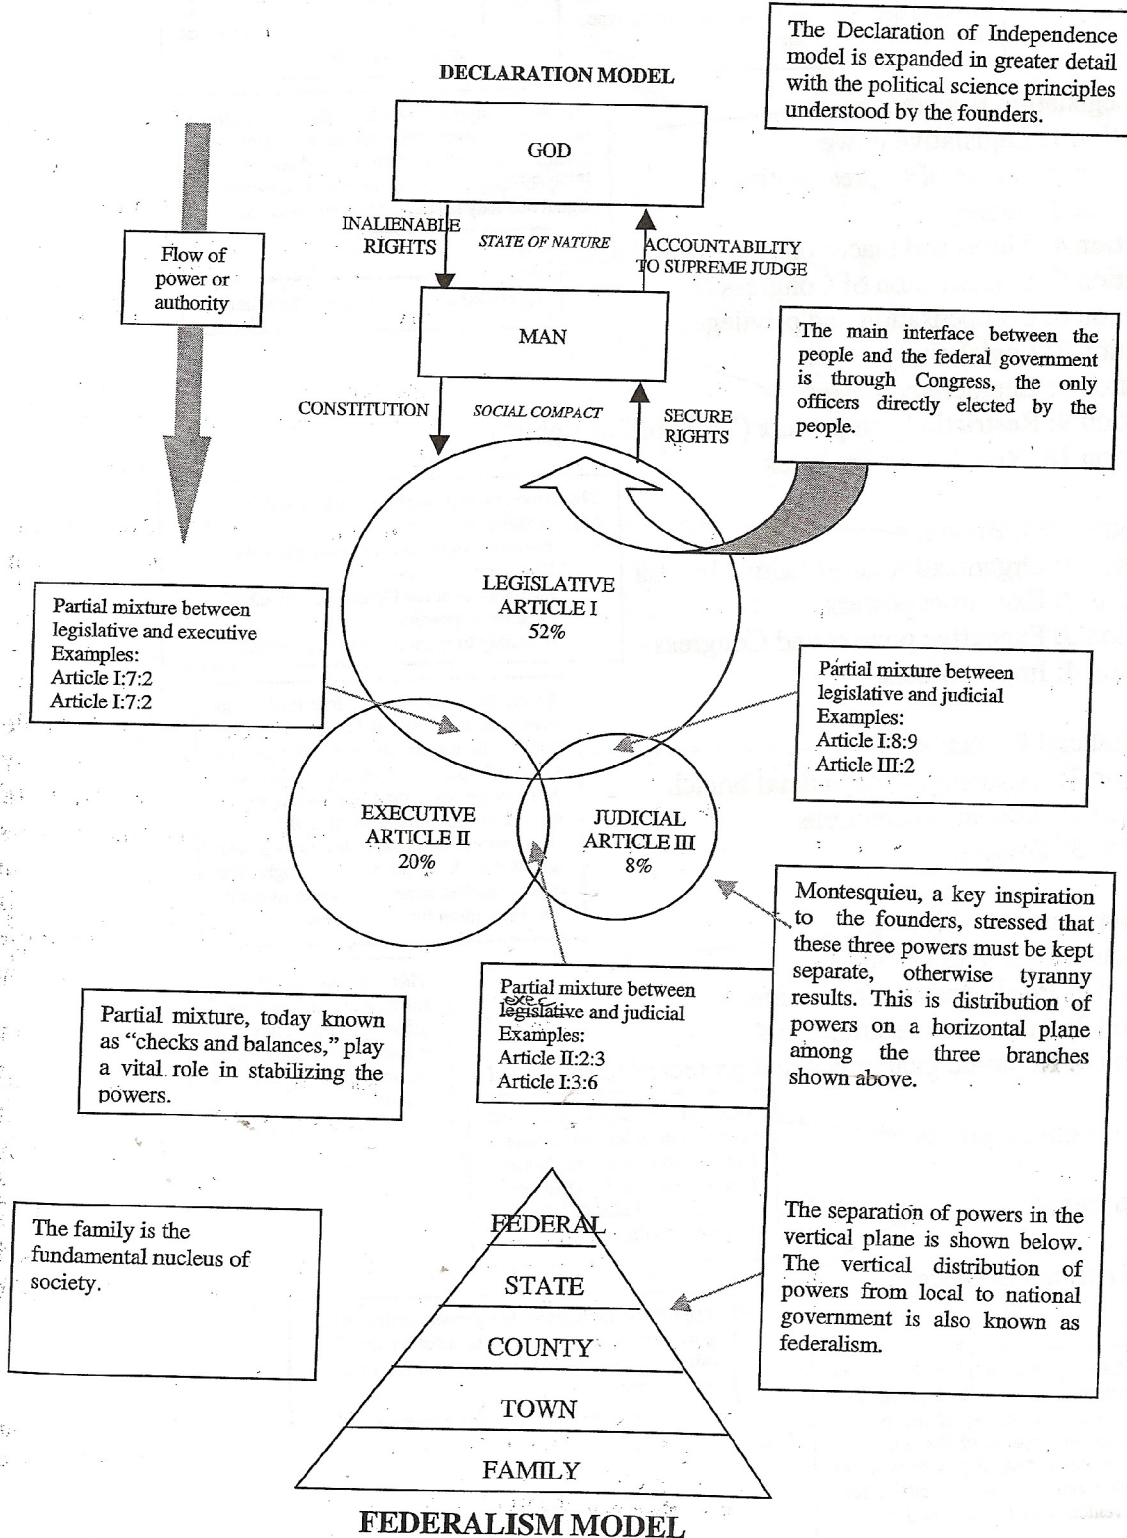 The Declaration of Independence
model is expanded in greater detail
with the political science principles
understood by the founders.
DECLARATION MODEL
GOD
INALIENABLE
RIGHTS
STATE OF NATURE
ACCOUNTABILITY
TO SUPREME JUDGE
Flow of
power or
authority
MAN
The main interface between the
people and the federal government
is through Congress, the only
officers directly elected by the
people.
CONSTITUTION
SOCIAL COMPACT
SECURE
RIGHTS
LEGISLATIVE
ARTICLE I
52%
Partial mixture between
legislative and executive
Examples:
Article I:7:2
Article I:7:2
Partial mixture between
legislative and judicial
Examples:
Article I:8:9
Article III:2
EXECUTIVE
ARTICLE II
20%
JUDICIAL
ARTICLE III
8%
Montesquieu, a key inspiration
to the founders, stressed that
these three powers must be kept
separate, otherwise tyranny
results. This is distribution of
powers on a horizontal plane
among the three branches
shown above.
Partial mixture between
exec
legislative and judicial
Examples:
Article II:2:3
Article I:3:6
Partial mixture, today known
as “checks and balances,” play
a vital role in stabilizing the
powers.
The separation of powers in the
vertical plane is shown below.
The vertical distribution of
powers from local to national
government is also known as
federalism.
The family is the
fundamental nucleus of
society.
FEDERAL
STATE
COUNTY
TOWN
FAMILY
FEDERALISM MODEL